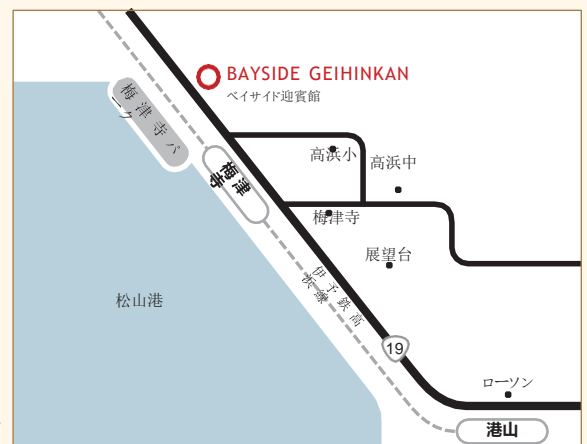 BAYSIDE GEIHINKAN
ベイサイド迎賓館
梅津寺パーク
高浜小
高浜中
梅津寺
梅津寺
展望台
伊予鉄高浜線
松山港
19
ローソン
港山